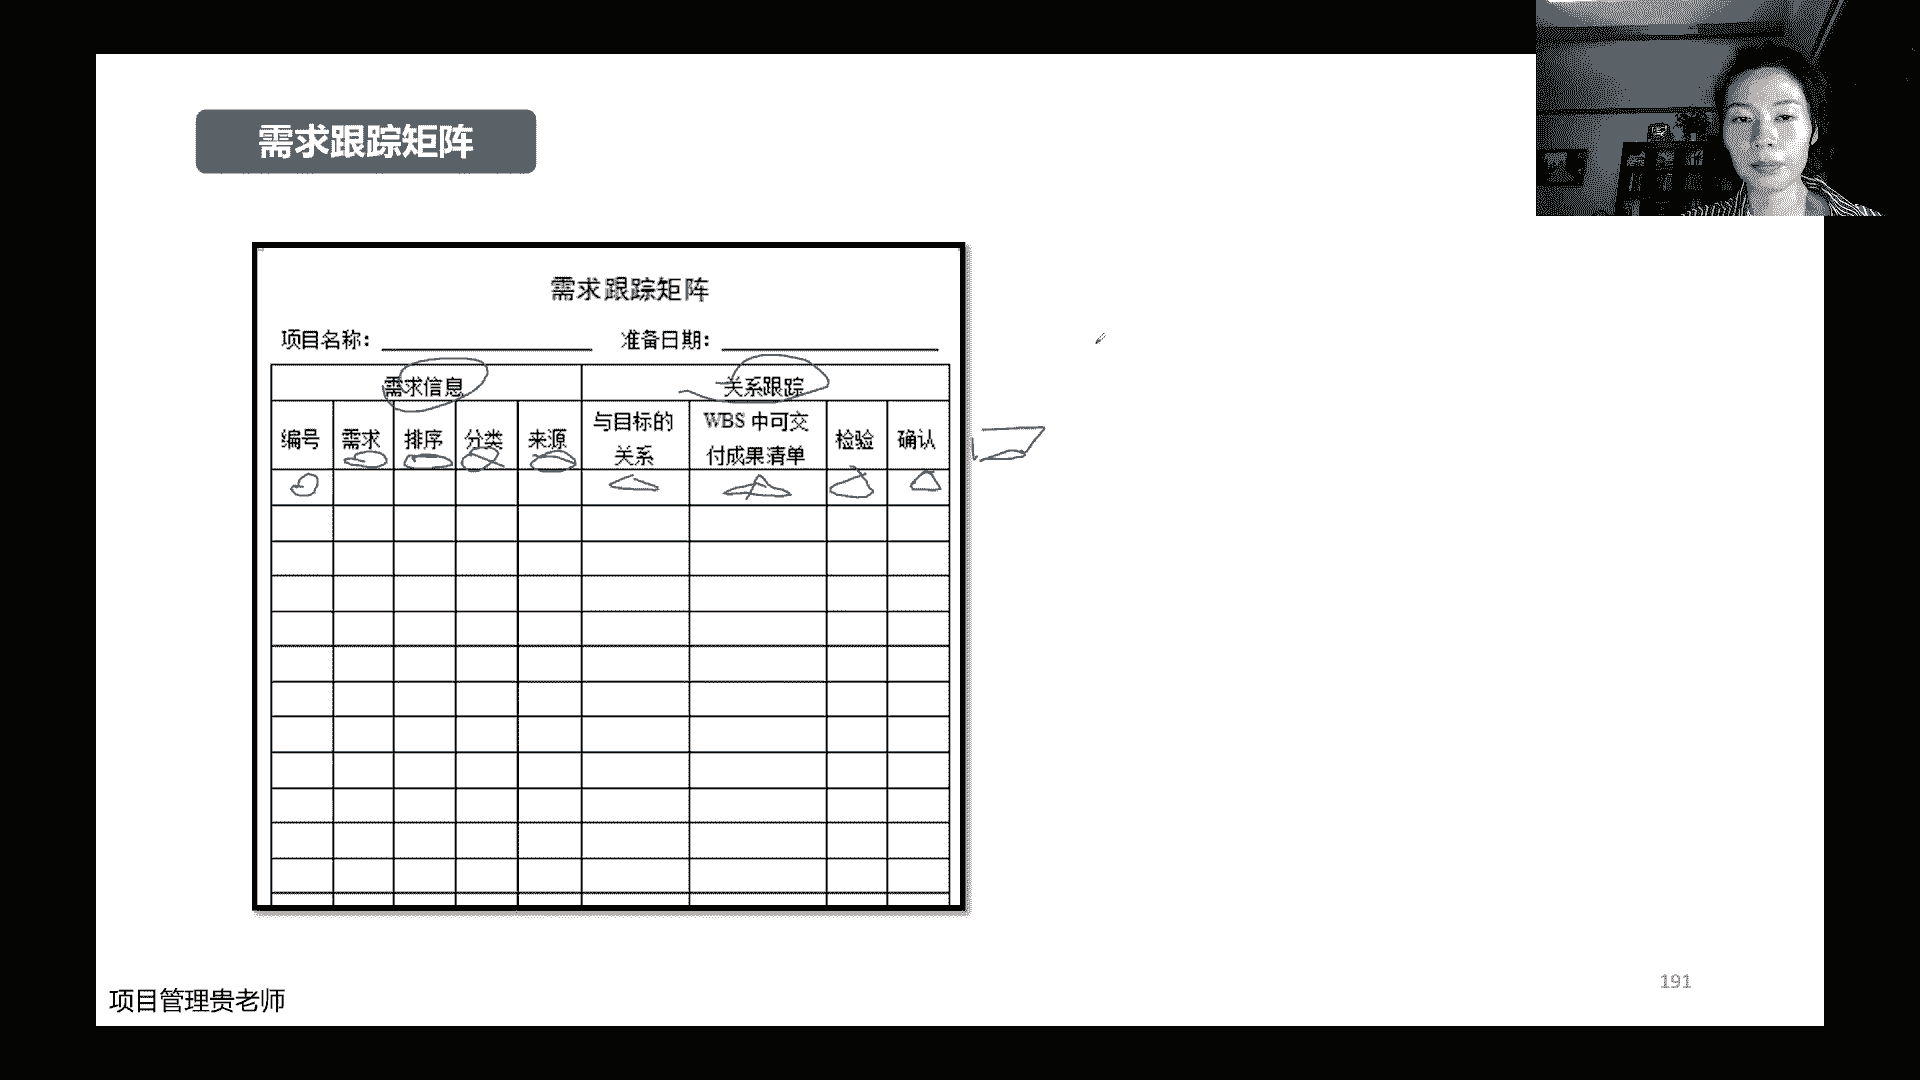 需求跟踪矩阵
需求跟踪矩阵
项目名称： 准备日期：
需求信息 关系跟踪
编号 需求 排序 分类 来源 与目标的关系 WBS 中可交付成果清单 检验 确认
191
项目管理贵老师